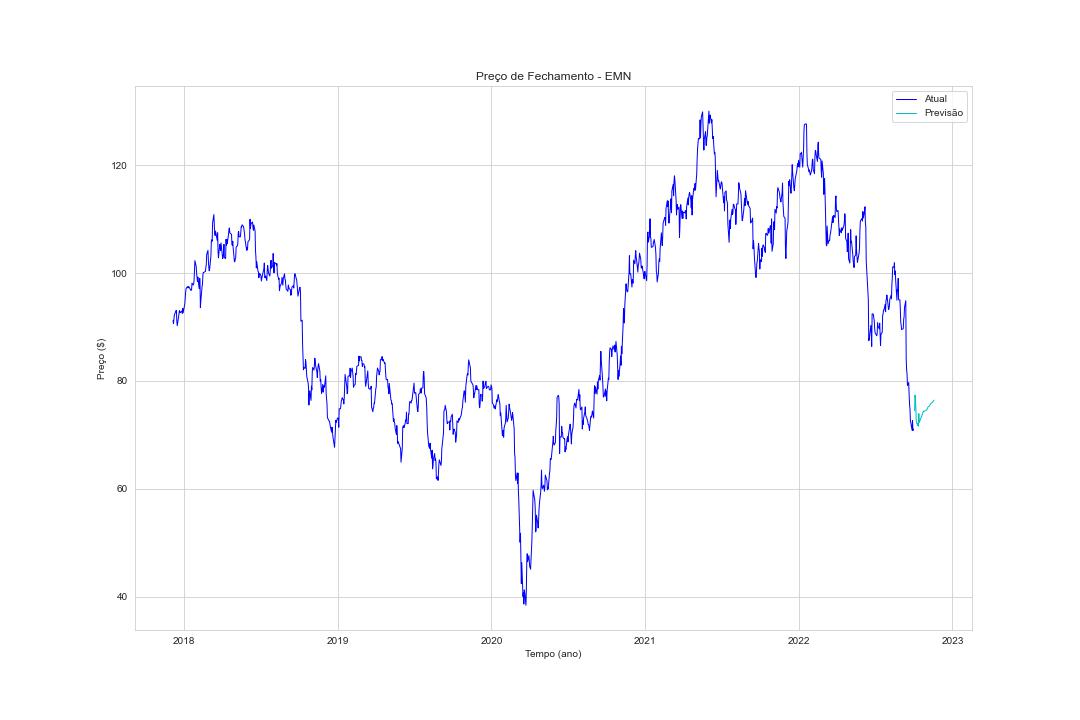 Preço de Fechamento - EMN
Atual
Previsão
120
100
80
60
40
Preço ($)
2018
2019
2020
2021
2022
2023
Tempo (ano)